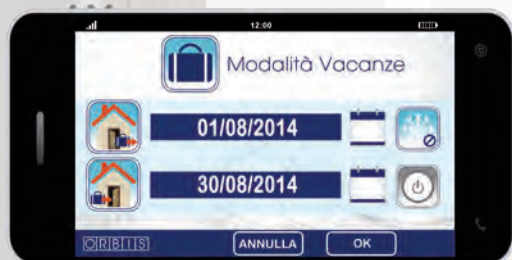 12:00
Modalità Vacanze
01/08/2014
30/08/2014
ORBIS
ANNULLA
OK